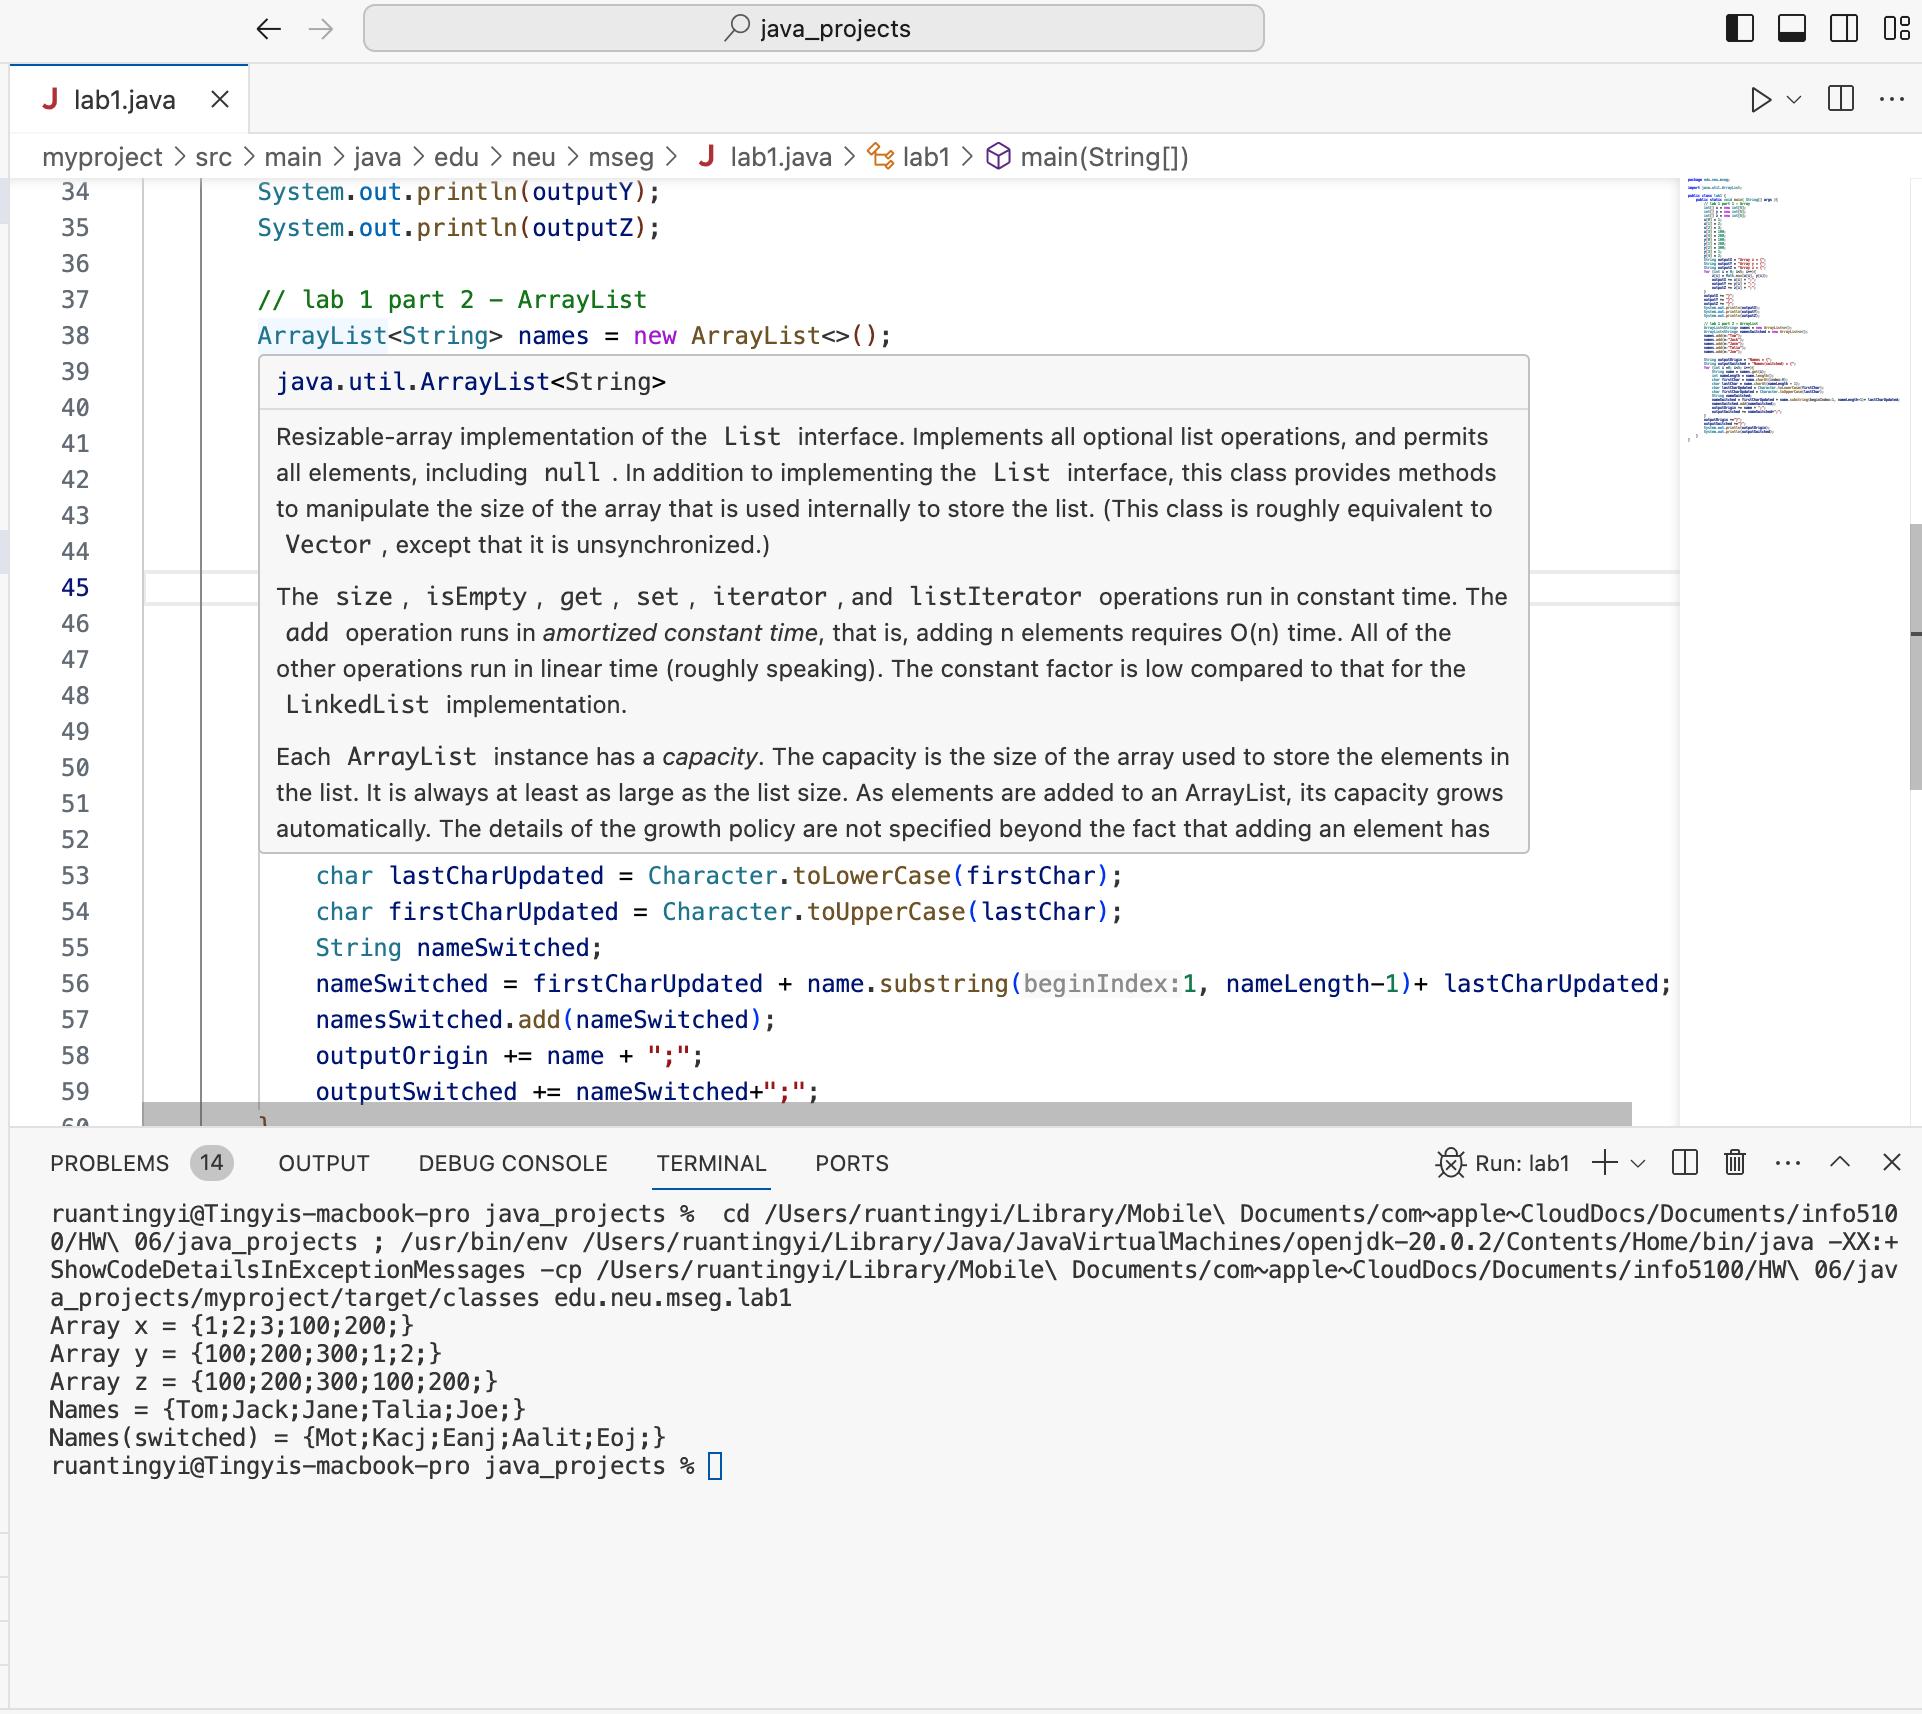 java_projects
J lab1.java
myproject > src > main > java > edu > neu > mseg > J lab1.java > lab1 > main(String[])
34 System.out.println(outputY);
35 System.out.println(outputZ);
36
37 // lab 1 part 2 - ArrayList
38 ArrayList<String> names = new ArrayList<>();
39
java.util.ArrayList<String>
40
41 Resizable-array implementation of the List interface. Implements all optional list operations, and permits
42 all elements, including null . In addition to implementing the List interface, this class provides methods
43 to manipulate the size of the array that is used internally to store the list. (This class is roughly equivalent to
44 Vector , except that it is unsynchronized.)
45
46 The size , isEmpty , get , set , iterator , and listIterator operations run in constant time. The
47 add operation runs in amortized constant time, that is, adding n elements requires O(n) time. All of the
48 other operations run in linear time (roughly speaking). The constant factor is low compared to that for the
49 LinkedList implementation.
50 Each ArrayList instance has a capacity. The capacity is the size of the array used to store the elements in
51 the list. It is always at least as large as the list size. As elements are added to an ArrayList, its capacity grows
52 automatically. The details of the growth policy are not specified beyond the fact that adding an element has
53 char lastCharUpdated = Character.toLowerCase(firstChar);
54 char firstCharUpdated = Character.toUpperCase(lastChar);
55 String nameSwitched;
56 nameSwitched = firstCharUpdated + name.substring(beginIndex:1, nameLength-1)+ lastCharUpdated;
57 namesSwitched.add(nameSwitched);
58 outputOrigin += name + ";";
59 outputSwitched += nameSwitched+";";
60 }
PROBLEMS 14 OUTPUT DEBUG CONSOLE TERMINAL PORTS Run: lab1
ruantingyi@Tingyis-macbook-pro java_projects %  cd /Users/ruantingyi/Library/Mobile\ Documents/com~apple~CloudDocs/Documents/info510
0/HW\ 06/java_projects ; /usr/bin/env /Users/ruantingyi/Library/Java/JavaVirtualMachines/openjdk-20.0.2/Contents/Home/bin/java -XX:+
ShowCodeDetailsInExceptionMessages -cp /Users/ruantingyi/Library/Mobile\ Documents/com~apple~CloudDocs/Documents/info5100/HW\ 06/jav
a_projects/myproject/target/classes edu.neu.mseg.lab1
Array x = {1;2;3;100;200;}
Array y = {100;200;300;1;2;}
Array z = {100;200;300;100;200;}
Names = {Tom;Jack;Jane;Talia;Joe;}
Names(switched) = {Mot;Kacj;Eanj;Aalit;Eoj;}
ruantingyi@Tingyis-macbook-pro java_projects %